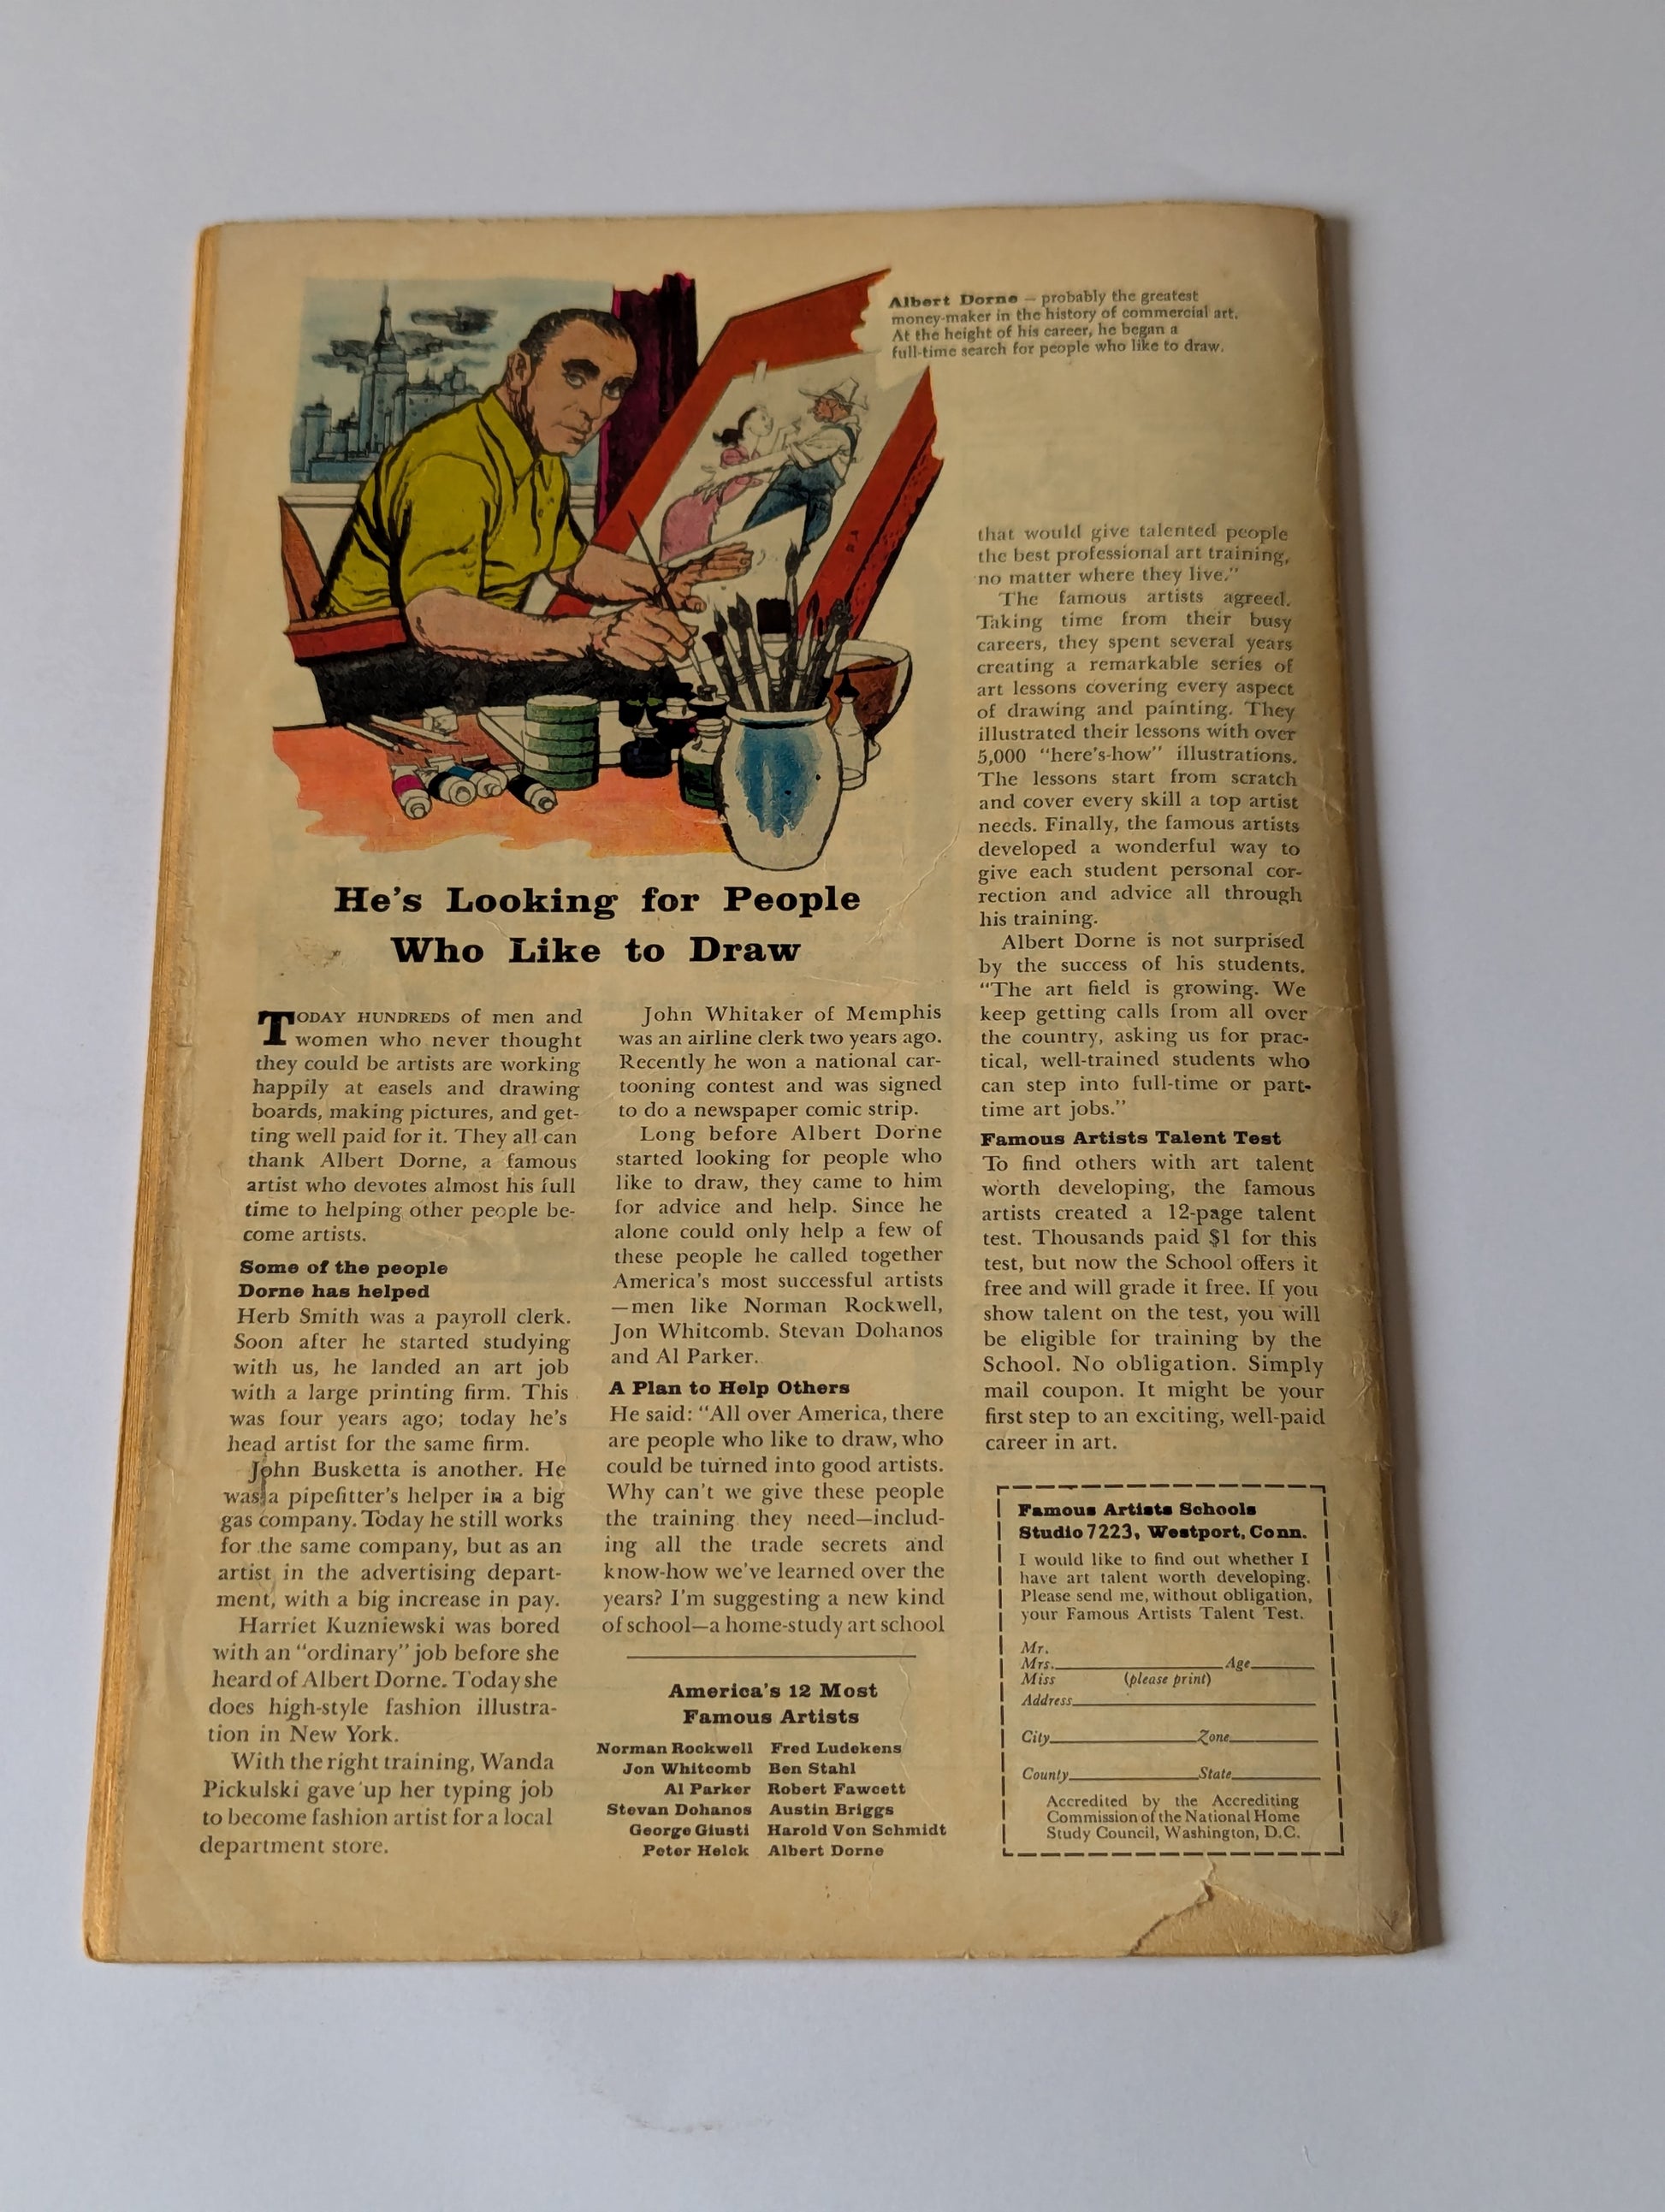 Albert Dorne – probably the greatest
money-maker in the history of commercial art.
At the height of his career, he began a
full-time search for people who like to draw.
He's Looking for People
Who Like to Draw
TODAY HUNDREDS of men and
women who never thought
they could be artists are working
happily at easels and drawing
boards, making pictures, and get-
ting well paid for it. They all can
thank Albert Dorne, a famous
artist who devotes almost his full
time to helping other people be-
come artists.
Some of the people
Dorne has helped
Herb Smith was a payroll clerk.
Soon after he started studying
with us, he landed an art job
with a large printing firm. This
was four years ago; today he's
head artist for the same firm.
John Busketta is another. He
was a pipefitter's helper in a big
gas company. Today he still works
for the same company, but as an
artist in the advertising depart-
ment, with a big increase in pay.
Harriet Kuzniewski was bored
with an "ordinary" job before she
heard of Albert Dorne. Today she
does high-style fashion illustra-
tion in New York.
With the right training, Wanda
Pickulski gave up her typing job
to become fashion artist for a local
department store.
John Whitaker of Memphis
was an airline clerk two years ago.
Recently he won a national car-
tooning contest and was signed
to do a newspaper comic strip.
Long before Albert Dorne
started looking for people who
like to draw, they came to him
for advice and help. Since he
alone could only help a few of
these people he called together
America's most successful artists
—men like Norman Rockwell,
Jon Whitcomb. Stevan Dohanos
and Al Parker.
A Plan to Help Others
He said: "All over America, there
are people who like to draw, who
could be turned into good artists.
Why can't we give these people
the training they need—includ-
ing all the trade secrets and
know-how we've learned over the
years? I'm suggesting a new kind
of school—a home-study art school
America's 12 Most
Famous Artists
Norman Rockwell Fred Ludekens
Jon Whitcomb Ben Stahl
Al Parker Robert Fawcett
Stevan Dohanos Austin Briggs
George Giusti Harold Von Schmidt
Peter Helck Albert Dorne
that would give talented people
the best professional art training,
no matter where they live."
The famous artists agreed.
Taking time from their busy
careers, they spent several years
creating a remarkable series of
art lessons covering every aspect
of drawing and painting. They
illustrated their lessons with over
5,000 "here's-how" illustrations.
The lessons start from scratch
and cover every skill a top artist
needs. Finally, the famous artists
developed a wonderful way to
give each student personal cor-
rection and advice all through
his training.
Albert Dorne is not surprised
by the success of his students.
"The art field is growing. We
keep getting calls from all over
the country, asking us for prac-
tical, well-trained students who
can step into full-time or part-
time art jobs."
Famous Artists Talent Test
To find others with art talent
worth developing, the famous
artists created a 12-page talent
test. Thousands paid $1 for this
test, but now the School offers it
free and will grade it free. If you
show talent on the test, you will
be eligible for training by the
School. No obligation. Simply
mail coupon. It might be your
first step to an exciting, well-paid
career in art.
Famous Artists Schools
Studio 7223, Westport, Conn.
I would like to find out whether I
have art talent worth developing.
Please send me, without obligation,
your Famous Artists Talent Test.
Mr.
Mrs. Age
Miss (please print)
Address
City Zone
County State
Accredited by the Accrediting
Commission of the National Home
Study Council, Washington, D.C.